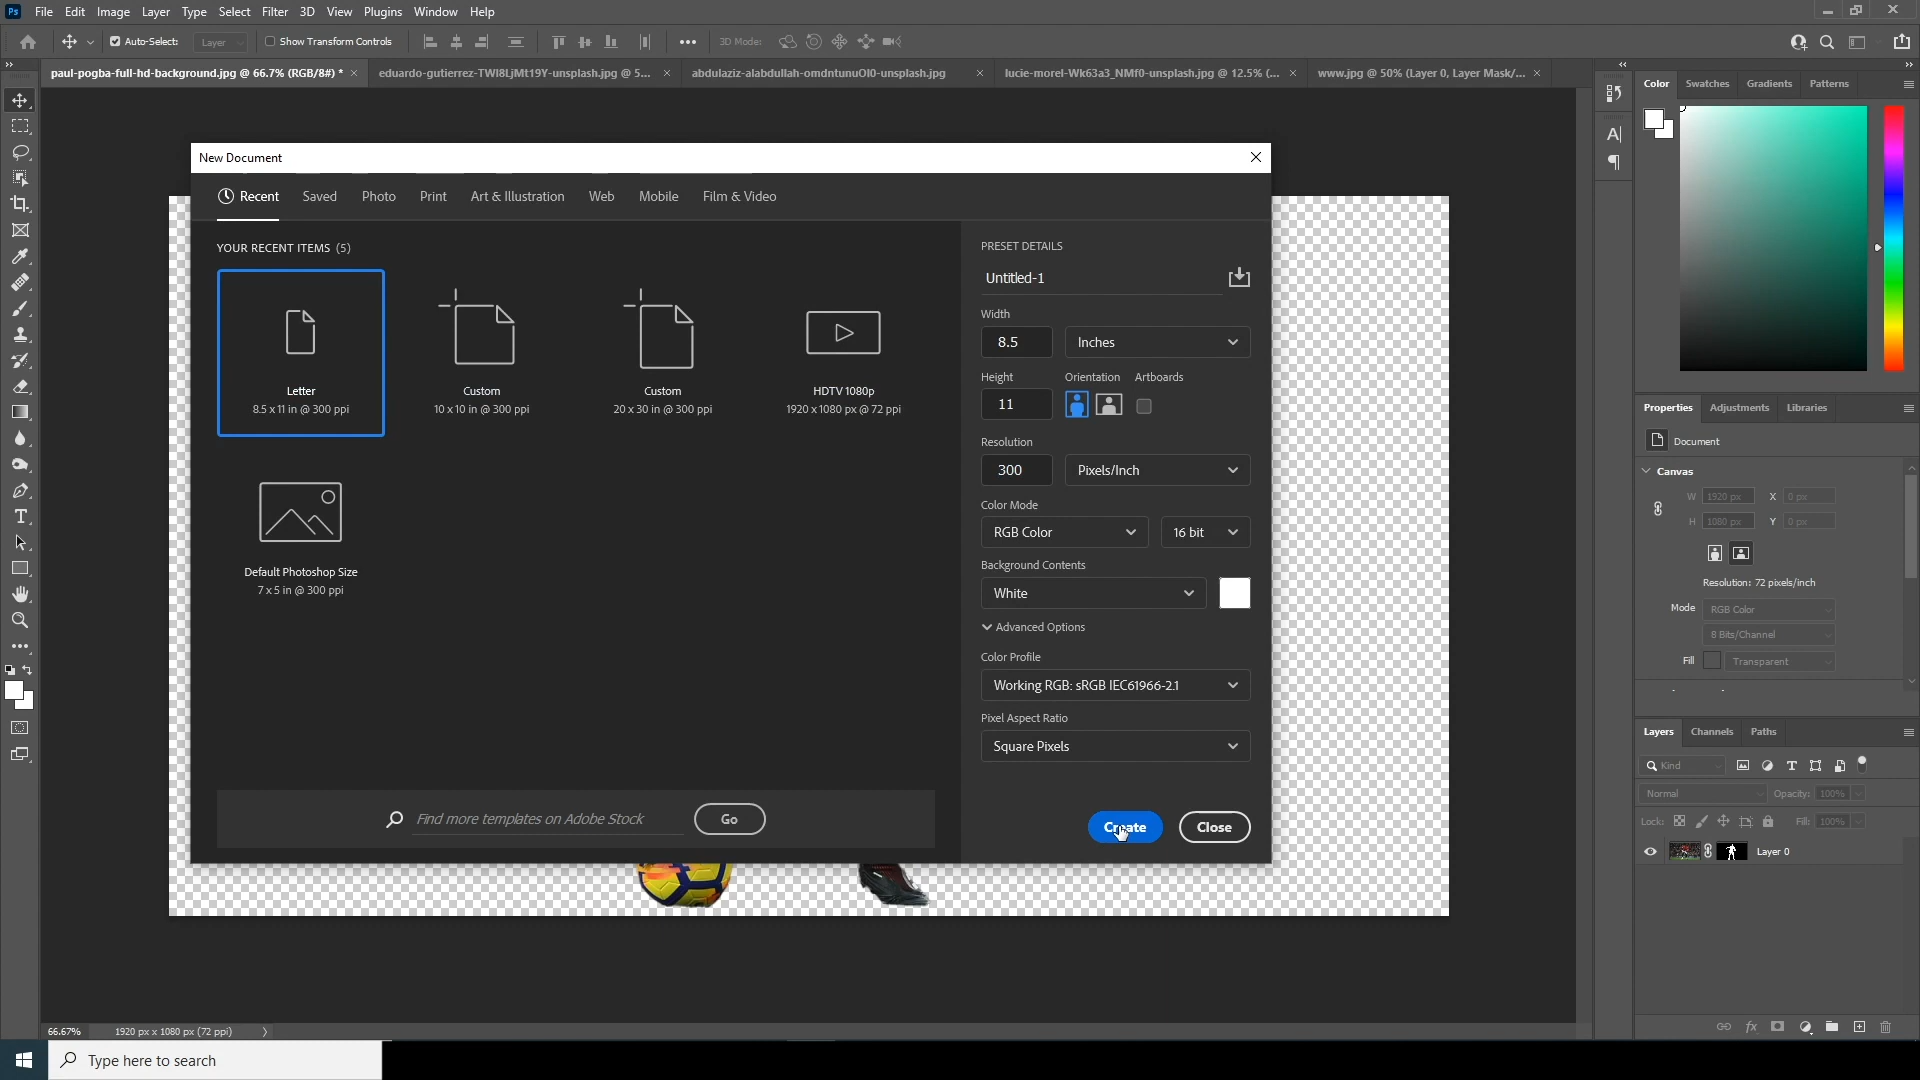 Ps File Edit Image Layer Type Select Filter 3D View Plugins Window Help
Auto-Select: Layer Show Transform Controls 3D Mode:
paul-pogba-full-hd-background.jpg @ 66.7% (RGB/8#) * eduardo-gutierrez-TWI8LjMt19Y-unsplash.jpg @ 5... abdulaziz-alabdullah-omdntunuOI0-unsplash.jpg lucie-morel-Wk63a3_NMf0-unsplash.jpg @ 12.5% (... www.jpg @ 50% (Layer 0, Layer Mask/...
New Document
Recent Saved Photo Print Art & Illustration Web Mobile Film & Video
YOUR RECENT ITEMS (5)
Letter
8.5 x 11 in @ 300 ppi
Custom
10 x 10 in @ 300 ppi
Custom
20 x 30 in @ 300 ppi
HDTV 1080p
1920 x 1080 px @ 72 ppi
Default Photoshop Size
7 x 5 in @ 300 ppi
Find more templates on Adobe Stock Go
PRESET DETAILS
Untitled-1
Width
8.5 Inches
Height Orientation Artboards
11
Resolution
300 Pixels/Inch
Color Mode
RGB Color 16 bit
Background Contents
White
Advanced Options
Color Profile
Working RGB: sRGB IEC61966-2.1
Pixel Aspect Ratio
Square Pixels
Create Close
Color Swatches Gradients Patterns
Properties Adjustments Libraries
Document
Canvas
W 1920 px X 0 px
H 1080 px Y 0 px
Resolution: 72 pixels/inch
Mode RGB Color
8 Bits/Channel
Fill Transparent
Layers Channels Paths
Kind
Normal Opacity: 100%
Lock: Fill: 100%
Layer 0
66.67% 1920 px x 1080 px (72 ppi)
Type here to search